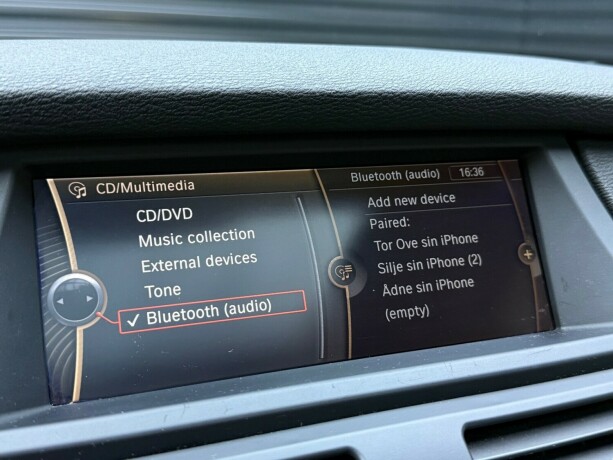 CD/Multimedia
CD/DVD
Music collection
External devices
Tone
✓ Bluetooth (audio)
Bluetooth (audio) 16:36
Add new device
Paired:
Tor Ove sin iPhone
Silje sin iPhone (2)
Ådne sin iPhone
(empty)